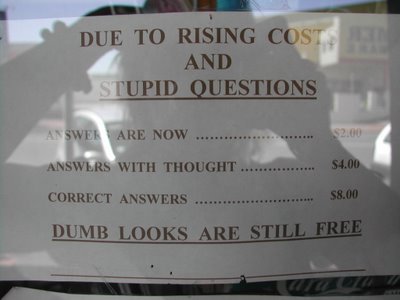 DUE TO RISING COSTS
AND
STUPID QUESTIONS
ANSWERS ARE NOW ............................ $2.00
ANSWERS WITH THOUGHT .................. $4.00
CORRECT ANSWERS ............................ $8.00
DUMB LOOKS ARE STILL FREE